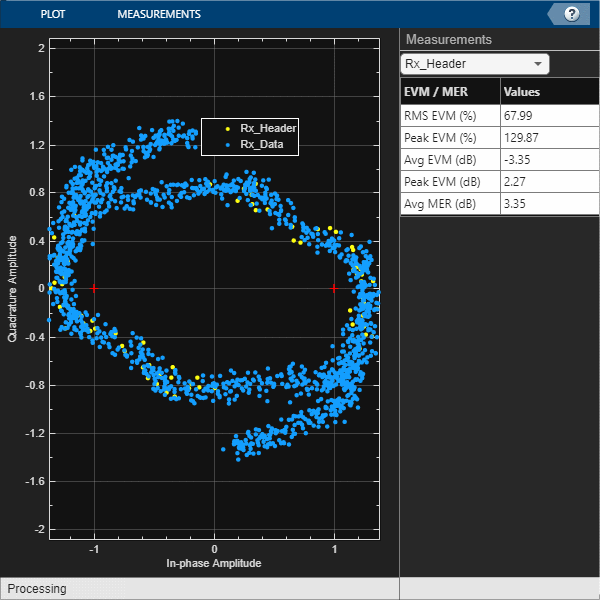 PLOT MEASUREMENTS ?
Measurements
Rx_Header
EVM / MER Values
RMS EVM (%) 67.99
Peak EVM (%) 129.87
Avg EVM (dB) -3.35
Peak EVM (dB) 2.27
Avg MER (dB) 3.35
Rx_Header
Rx_Data
Quadrature Amplitude
2
1.6
1.2
0.8
0.4
0
-0.4
-0.8
-1.2
-1.6
-2
-1 0 1
In-phase Amplitude
Processing